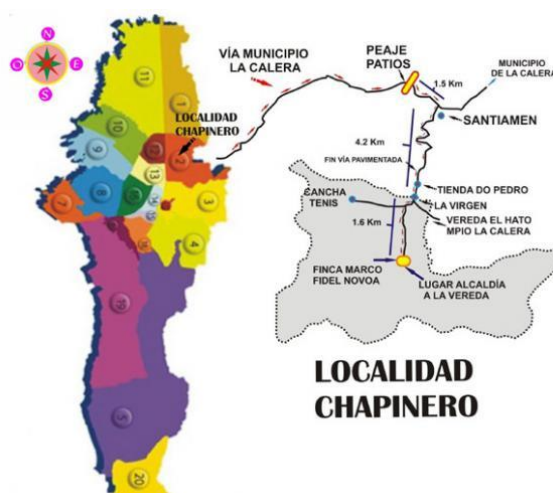 N
O
E
S
11
1
10
9
12
2
LOCALIDAD
CHAPINERO
13
3
7
8
4
19
5
20
VÍA MUNICIPIO
LA CALERA
PEAJE
PATIOS
1.5 Km
MUNICIPIO
DE LA CALERA
SANTIAMEN
4.2 Km
FIN VÍA PAVIMENTADA
TIENDA DO PEDRO
LA VIRGEN
CANCHA
TENIS
VEREDA EL HATO
MPIO LA CALERA
1.6 Km
FINCA MARCO
FIDEL NOVOA
LUGAR ALCALDÍA
A LA VEREDA
LOCALIDAD
CHAPINERO